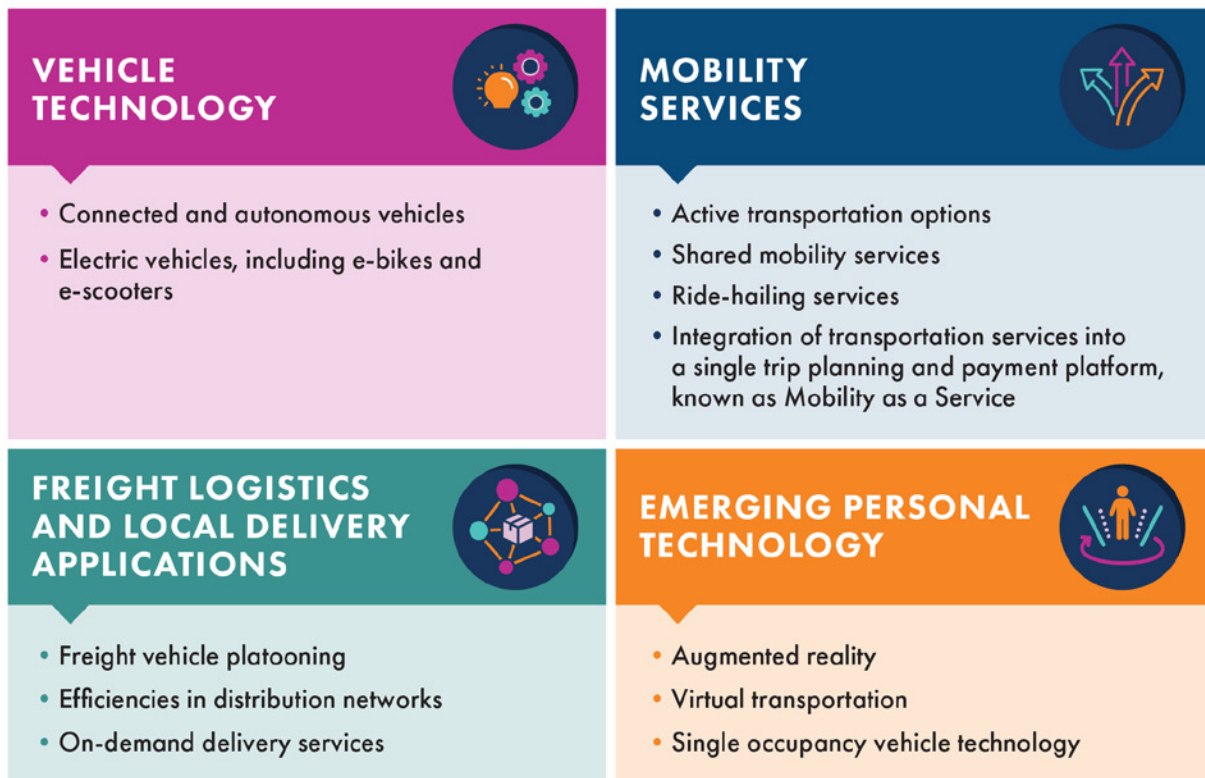 VEHICLE
TECHNOLOGY
• Connected and autonomous vehicles
• Electric vehicles, including e-bikes and
e-scooters
MOBILITY
SERVICES
• Active transportation options
• Shared mobility services
• Ride-hailing services
• Integration of transportation services into
a single trip planning and payment platform,
known as Mobility as a Service
FREIGHT LOGISTICS
AND LOCAL DELIVERY
APPLICATIONS
• Freight vehicle platooning
• Efficiencies in distribution networks
• On-demand delivery services
EMERGING PERSONAL
TECHNOLOGY
• Augmented reality
• Virtual transportation
• Single occupancy vehicle technology